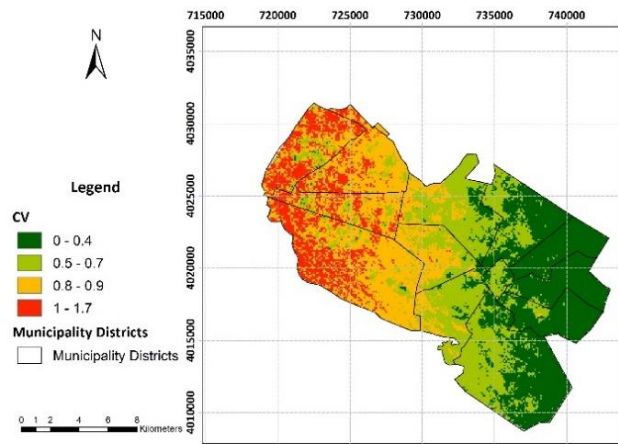 715000 720000 725000 730000 735000 740000
N
4035000
4030000
4025000
4020000
4015000
4010000
Legend
CV
0 - 0.4
0.5 - 0.7
0.8 - 0.9
1 - 1.7
Municipality Districts
Municipality Districts
0 1 2 4 6 8
Kilometers